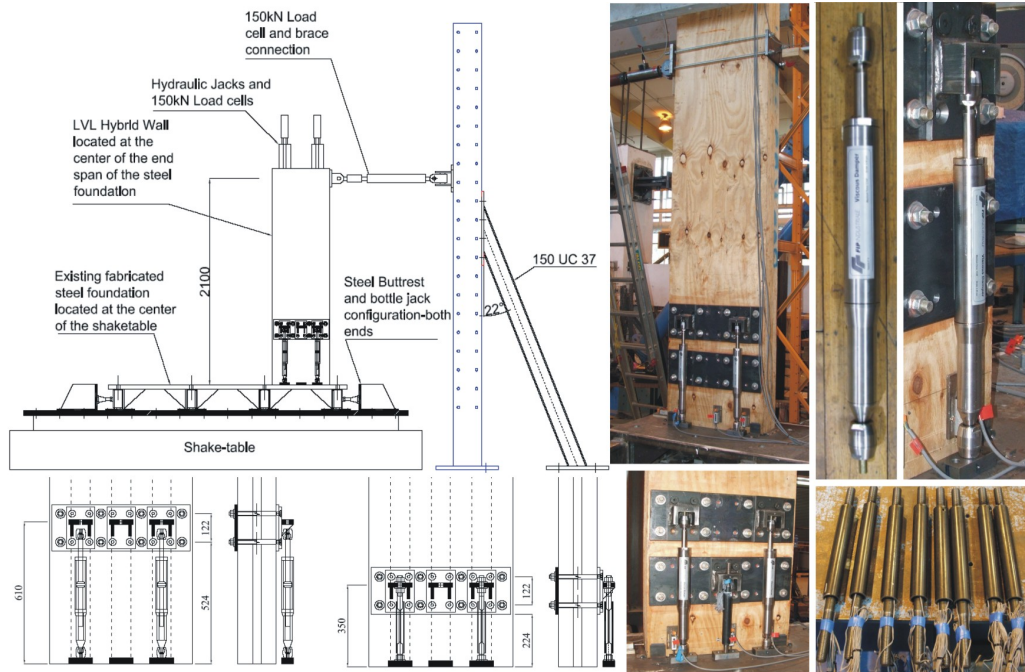 150kN Load
cell and brace
connection
Hydraulic Jacks and
150kN Load cells
LVL Hybrid Wall
located at the
center of the end
span of the steel
foundation
2100
150 UC 37
Existing fabricated
steel foundation
located at the center
of the shaketable
Steel Buttrest
and bottle jack
configuration-both
ends
22°
Shake-table
610
122
524
350
122
224
FIP
Viscous Damper